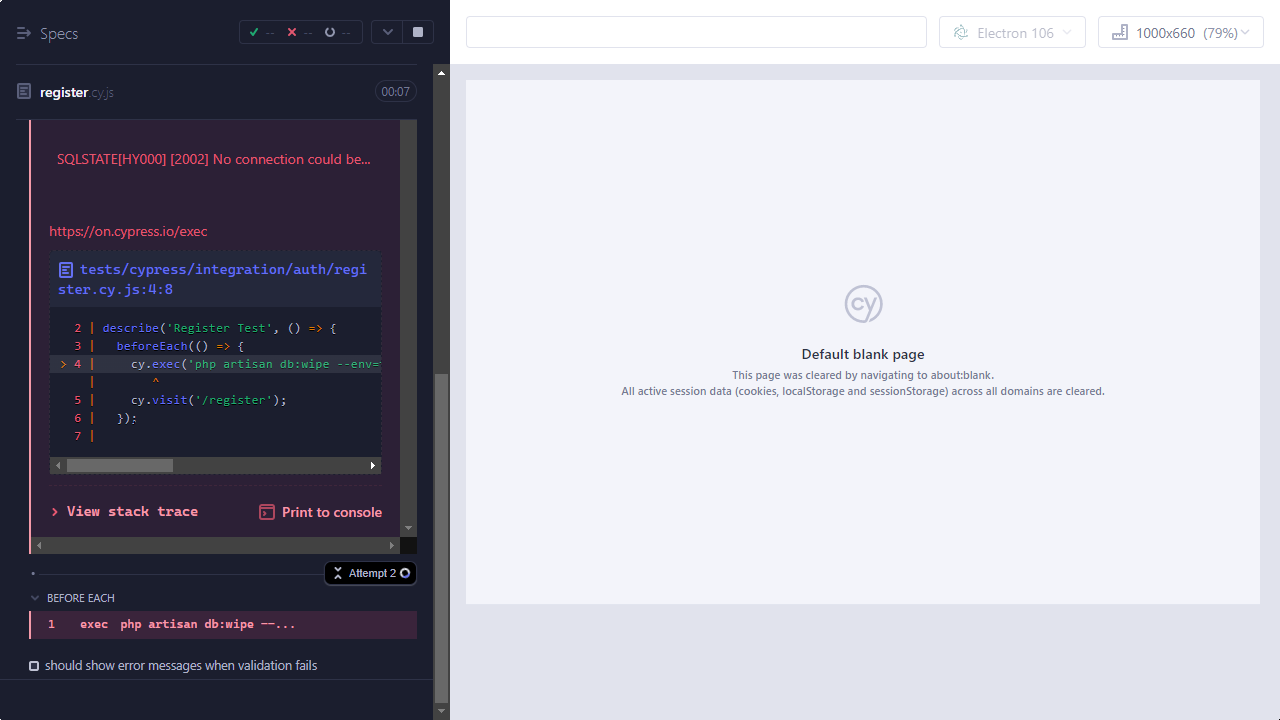 Specs
--
--
--
Electron 106
1000x660 (79%)
register.cy.js
00:07
SQLSTATE[HY000] [2002] No connection could be...
https://on.cypress.io/exec
tests/cypress/integration/auth/regi
ster.cy.js:4:8
2 | describe('Register Test', () => {
3 |   beforeEach(() => {
> 4 |     cy.exec('php artisan db:wipe --env=
|        ^
5 |     cy.visit('/register');
6 |   });
7 |
View stack trace
Print to console
Attempt 2
BEFORE EACH
1 exec php artisan db:wipe --...
should show error messages when validation fails
cy
Default blank page
This page was cleared by navigating to about:blank.
All active session data (cookies, localStorage and sessionStorage) across all domains are cleared.